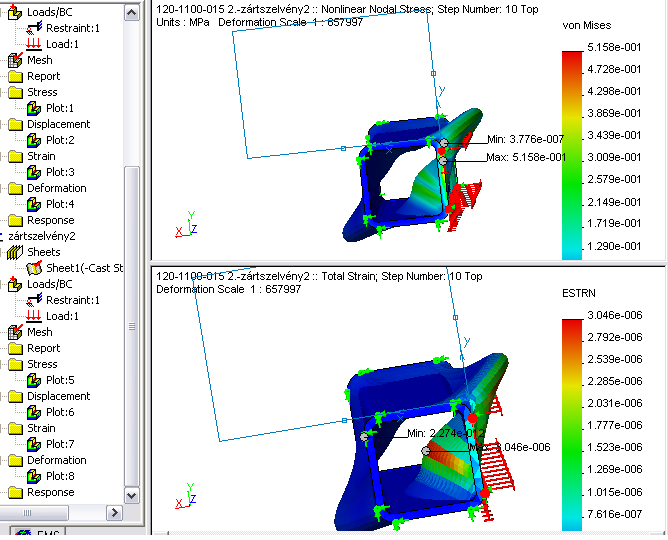 Loads/BC
Restraint:1
Load:1
Mesh
Report
Stress
Plot:1
Displacement
Plot:2
Strain
Plot:3
Deformation
Plot:4
Response
zártszelvény2
Sheets
Sheet1(-Cast St
Loads/BC
Restraint:1
Load:1
Mesh
Report
Stress
Plot:5
Displacement
Plot:6
Strain
Plot:7
Deformation
Plot:8
Response
120-1100-015 2.-zártszelvény2 :: Nonlinear Nodal Stress; Step Number: 10 Top
Units : MPa Deformation Scale 1 : 657997
von Mises
5.158e-001
4.728e-001
4.298e-001
3.869e-001
3.439e-001
3.009e-001
2.579e-001
2.149e-001
1.719e-001
1.290e-001
y
Min: 3.776e-007
Max: 5.158e-001
Y
X Z
120-1100-015 2.-zártszelvény2 :: Total Strain; Step Number: 10 Top
Deformation Scale 1 : 657997
ESTRN
3.046e-006
2.792e-006
2.539e-006
2.285e-006
2.031e-006
1.777e-006
1.523e-006
1.269e-006
1.015e-006
7.616e-007
y
Min: 2.274e-012
Max: 3.046e-006
Y
X Z